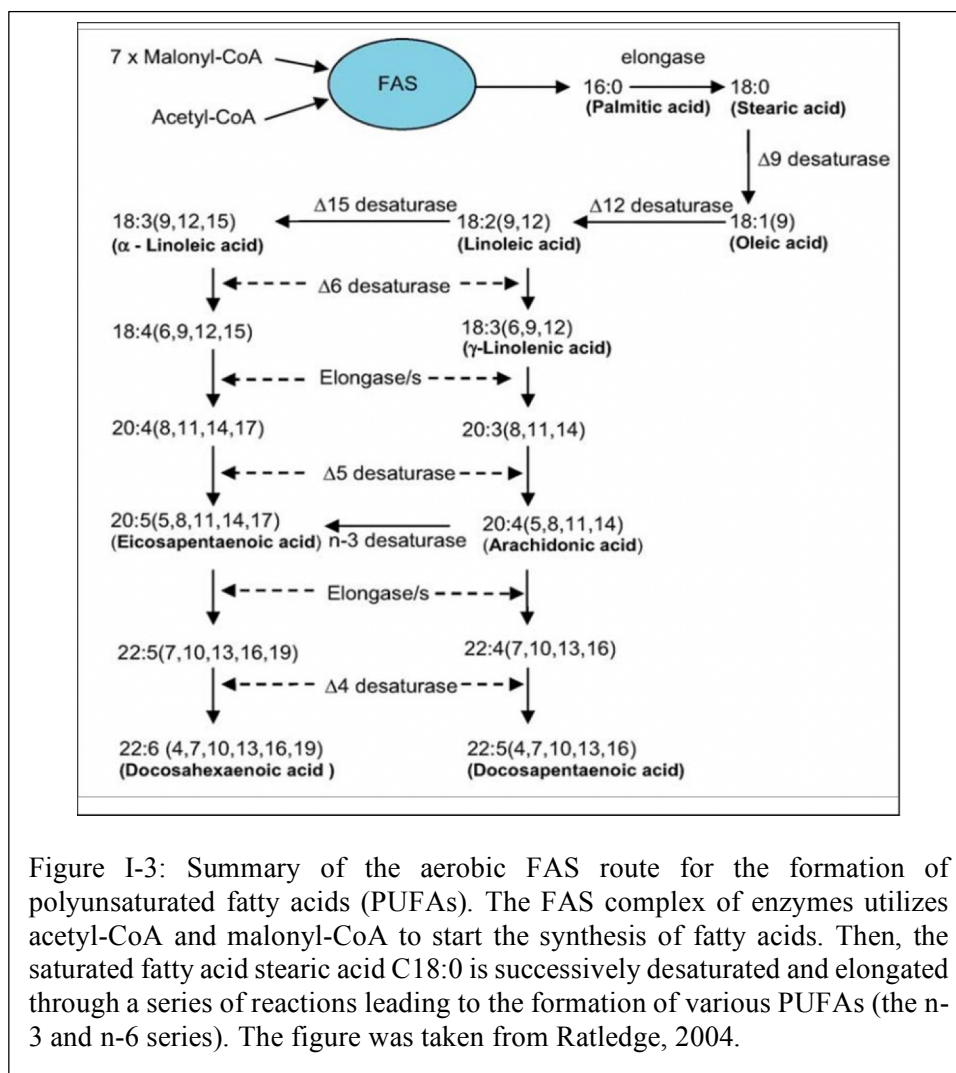 7 x Malonyl-CoA
Acetyl-CoA
FAS
elongase
16:0
(Palmitic acid)
18:0
(Stearic acid)
Δ9 desaturase
18:3(9,12,15)
(α - Linoleic acid)
Δ15 desaturase
18:2(9,12)
(Linoleic acid)
Δ12 desaturase
18:1(9)
(Oleic acid)
Δ6 desaturase
18:4(6,9,12,15)
18:3(6,9,12)
(γ-Linolenic acid)
Elongase/s
20:4(8,11,14,17)
20:3(8,11,14)
Δ5 desaturase
20:5(5,8,11,14,17)
(Eicosapentaenoic acid)
n-3 desaturase
20:4(5,8,11,14)
(Arachidonic acid)
Elongase/s
22:5(7,10,13,16,19)
22:4(7,10,13,16)
Δ4 desaturase
22:6 (4,7,10,13,16,19)
(Docosahexaenoic acid )
22:5(4,7,10,13,16)
(Docosapentaenoic acid)
Figure I-3: Summary of the aerobic FAS route for the formation of
polyunsaturated fatty acids (PUFAs). The FAS complex of enzymes utilizes
acetyl-CoA and malonyl-CoA to start the synthesis of fatty acids. Then, the
saturated fatty acid stearic acid C18:0 is successively desaturated and elongated
through a series of reactions leading to the formation of various PUFAs (the n-
3 and n-6 series). The figure was taken from Ratledge, 2004.